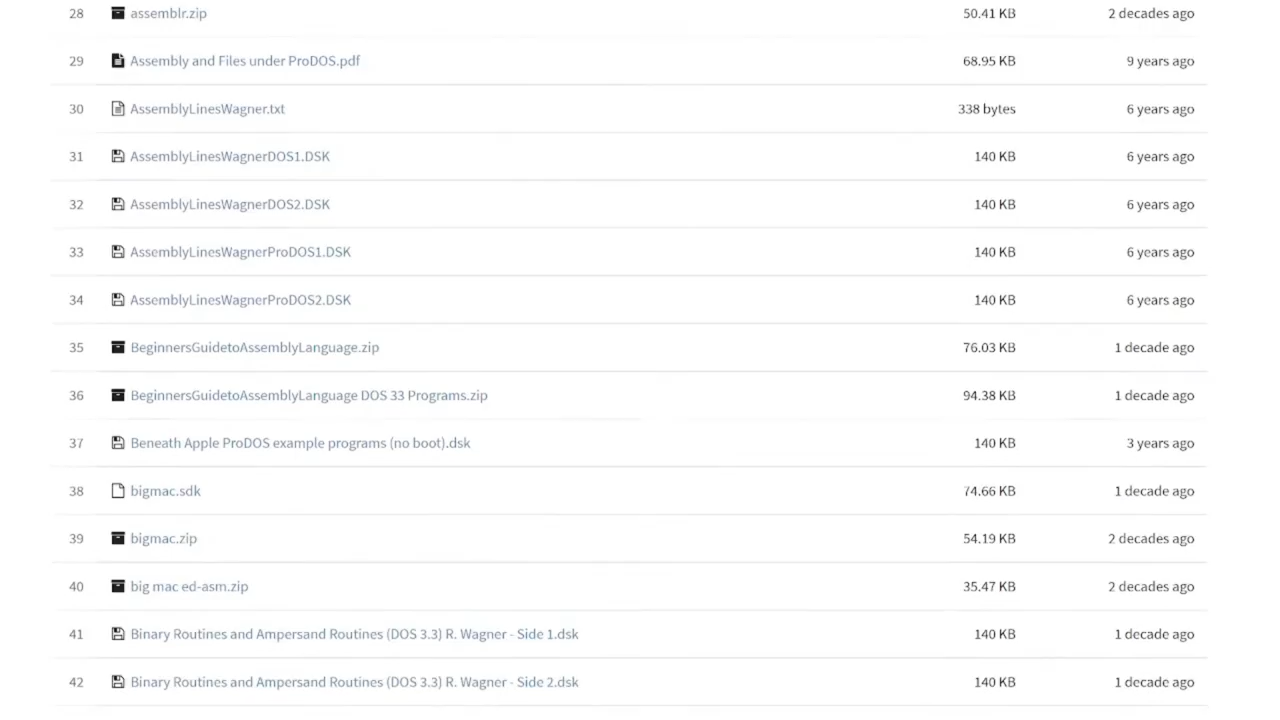 28 assemblr.zip 50.41 KB 2 decades ago
29 Assembly and Files under ProDOS.pdf 68.95 KB 9 years ago
30 AssemblyLinesWagner.txt 338 bytes 6 years ago
31 AssemblyLinesWagnerDOS1.DSK 140 KB 6 years ago
32 AssemblyLinesWagnerDOS2.DSK 140 KB 6 years ago
33 AssemblyLinesWagnerProDOS1.DSK 140 KB 6 years ago
34 AssemblyLinesWagnerProDOS2.DSK 140 KB 6 years ago
35 BeginnersGuidetoAssemblyLanguage.zip 76.03 KB 1 decade ago
36 BeginnersGuidetoAssemblyLanguage DOS 33 Programs.zip 94.38 KB 1 decade ago
37 Beneath Apple ProDOS example programs (no boot).dsk 140 KB 3 years ago
38 bigmac.sdk 74.66 KB 1 decade ago
39 bigmac.zip 54.19 KB 2 decades ago
40 big mac ed-asm.zip 35.47 KB 2 decades ago
41 Binary Routines and Ampersand Routines (DOS 3.3) R. Wagner - Side 1.dsk 140 KB 1 decade ago
42 Binary Routines and Ampersand Routines (DOS 3.3) R. Wagner - Side 2.dsk 140 KB 1 decade ago